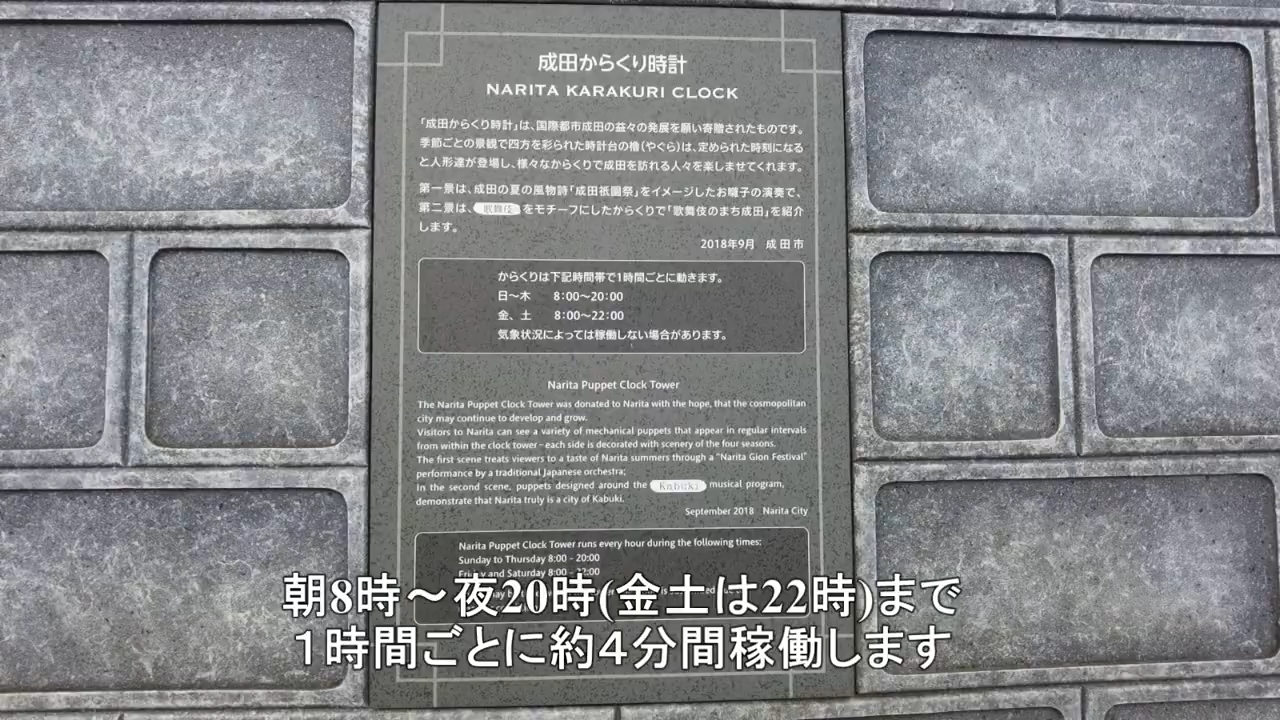 成田からくり時計
NARITA KARAKURI CLOCK
「成田からくり時計」は、国際都市成田の益々の発展を願い寄贈されたものです。
季節ごとの景観で四方を彩られた時計台の櫓(やぐら)は、定められた時刻になる
と人形達が登場し、様々なからくりで成田を訪れる人々を楽しませてくれます。
第一景は、成田の夏の風物詩「成田祇園祭」をイメージしたお囃子の演奏で、
第二景は、歌舞伎をモチーフにしたからくりで「歌舞伎のまち成田」を紹介
します。
2018年9月 成田市
からくりは下記時間帯で1時間ごとに動きます。
日～木 8:00～20:00
金、土 8:00～22:00
気象状況によっては稼働しない場合があります。
Narita Puppet Clock Tower
The Narita Puppet Clock Tower was donated to Narita with the hope, that the cosmopolitan
city may continue to develop and grow.
Visitors to Narita can see a variety of mechanical puppets that appear in regular intervals
from within the clock tower - each side is decorated with scenery of the four seasons.
The first scene treats viewers to a taste of Narita summers through a "Narita Gion Festival"
performance by a traditional Japanese orchestra;
in the second scene, puppets designed around the Kabuki musical program,
demonstrate that Narita truly is a city of Kabuki.
September 2018 Narita City
Narita Puppet Clock Tower runs every hour during the following times:
Sunday to Thursday 8:00 - 20:00
Friday and Saturday 8:00 - 22:00
朝8時～夜20時(金土は22時)まで
１時間ごとに約４分間稼働します